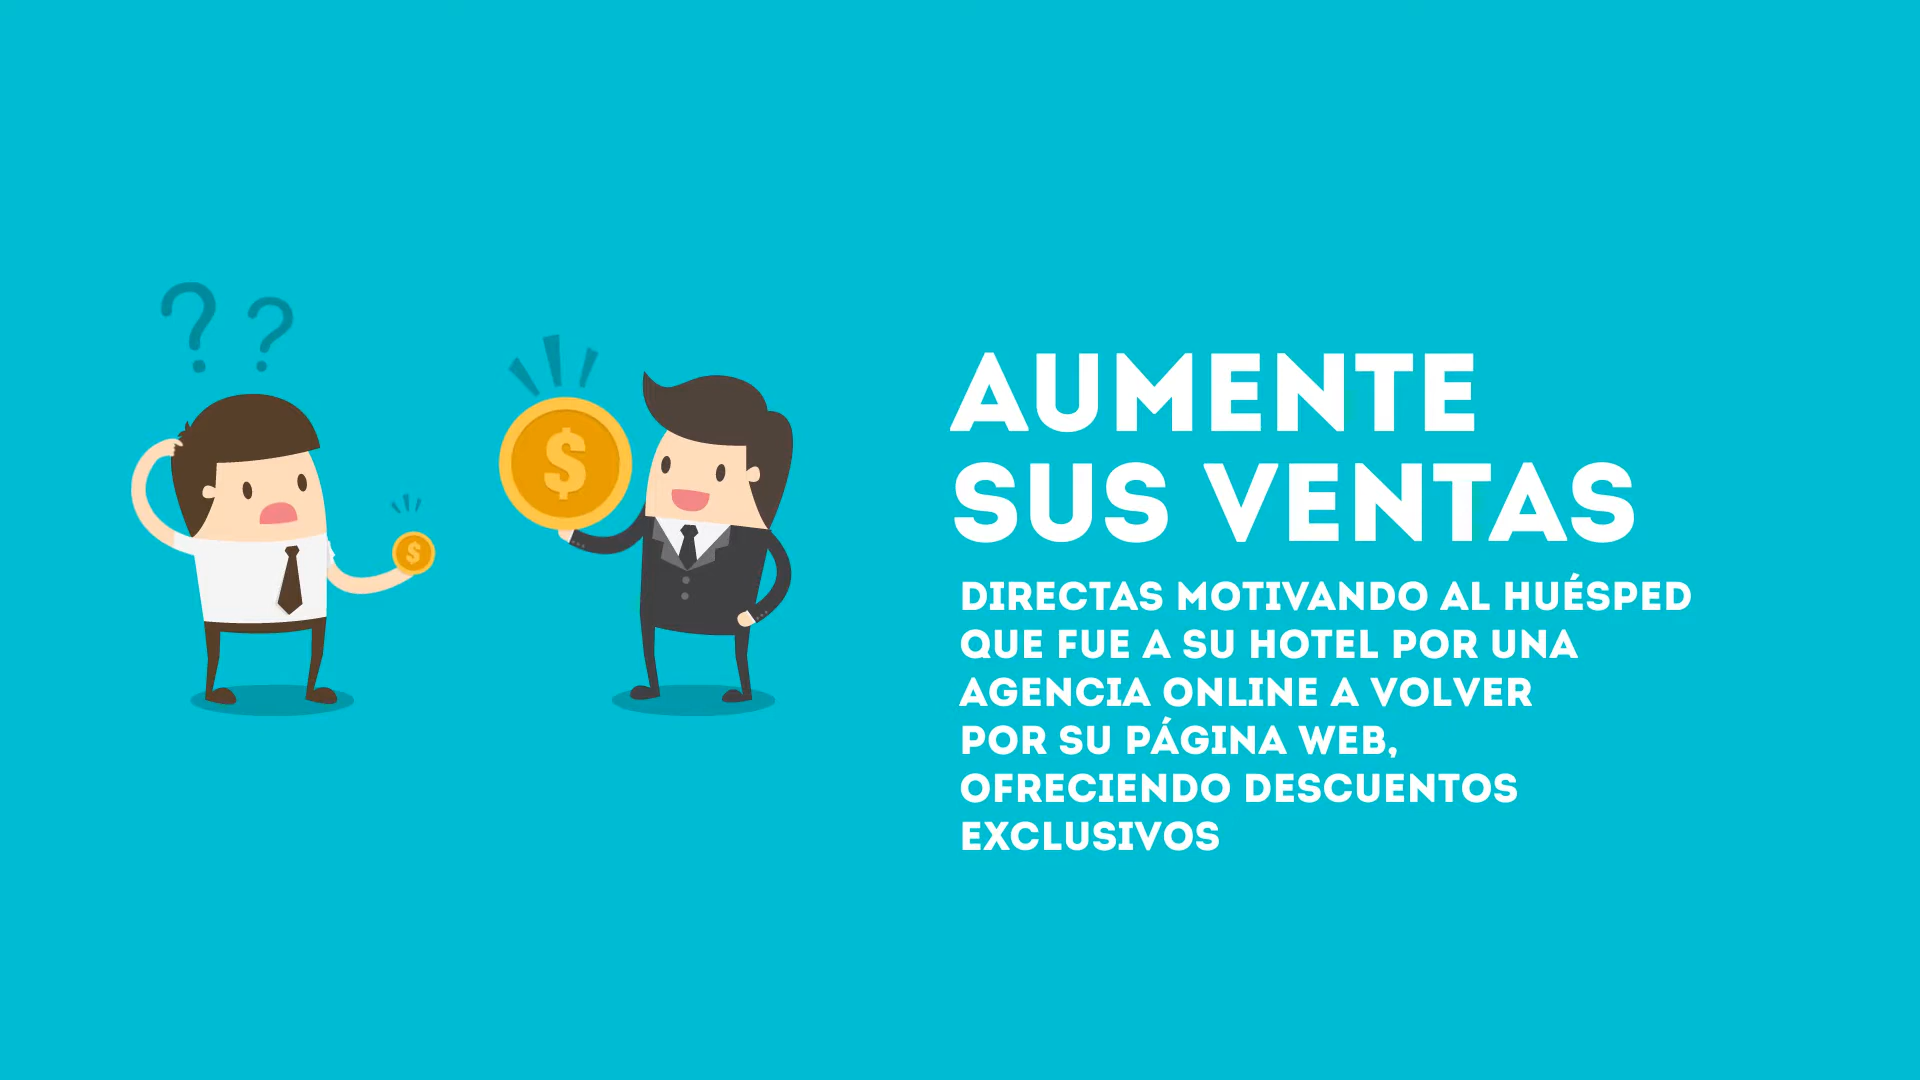 ? ?
$
$
AUMENTE
SUS VENTAS
DIRECTAS MOTIVANDO AL HUÉSPED
QUE FUE A SU HOTEL POR UNA
AGENCIA ONLINE A VOLVER
POR SU PÁGINA WEB,
OFRECIENDO DESCUENTOS
EXCLUSIVOS